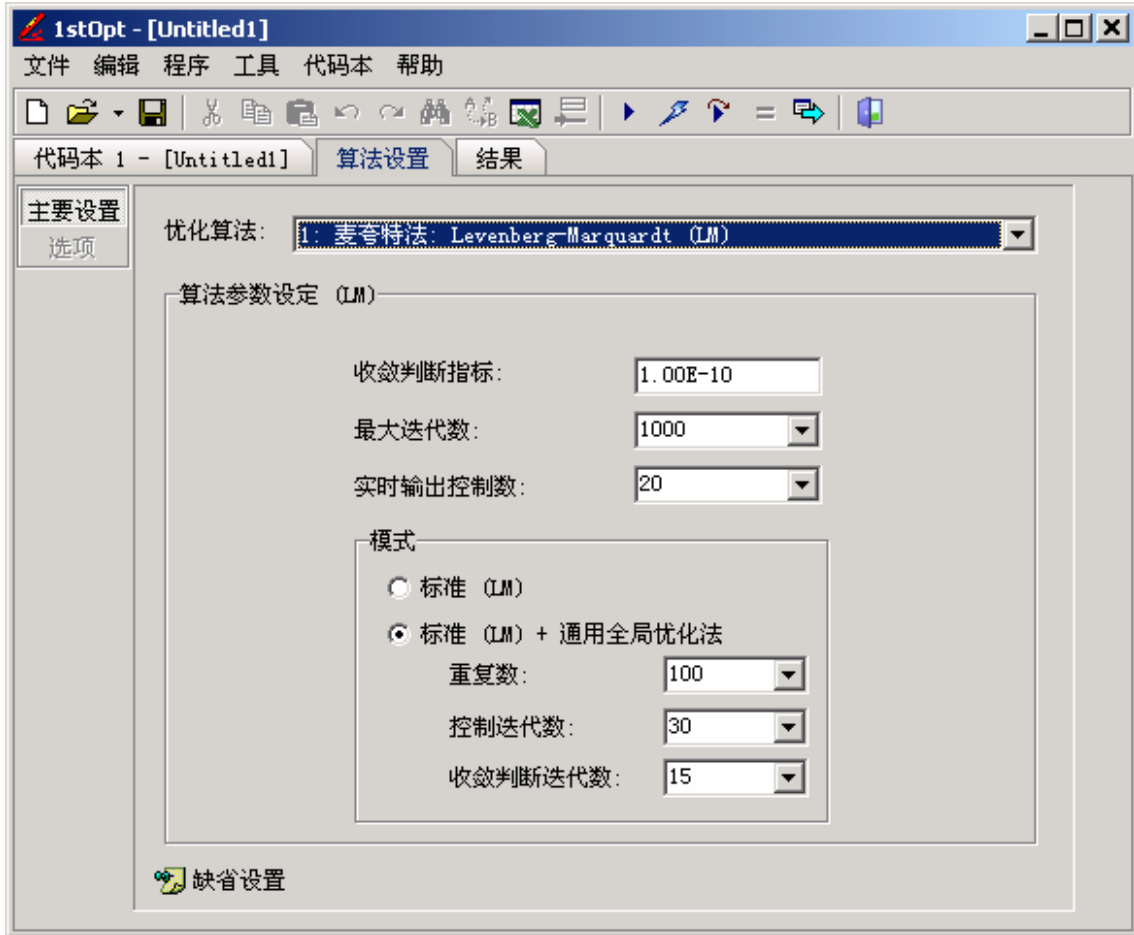 1stOpt - [Untitled1]
文件 编辑 程序 工具 代码本 帮助
代码本 1 - [Untitled1] 算法设置 结果
主要设置
选项
优化算法: 1: 麦夸特法: Levenberg-Marquardt (LM)
算法参数设定 (LM)
收敛判断指标: 1.00E-10
最大迭代数: 1000
实时输出控制数: 20
模式
标准 (LM)
标准 (LM) + 通用全局优化法
重复数: 100
控制迭代数: 30
收敛判断迭代数: 15
缺省设置